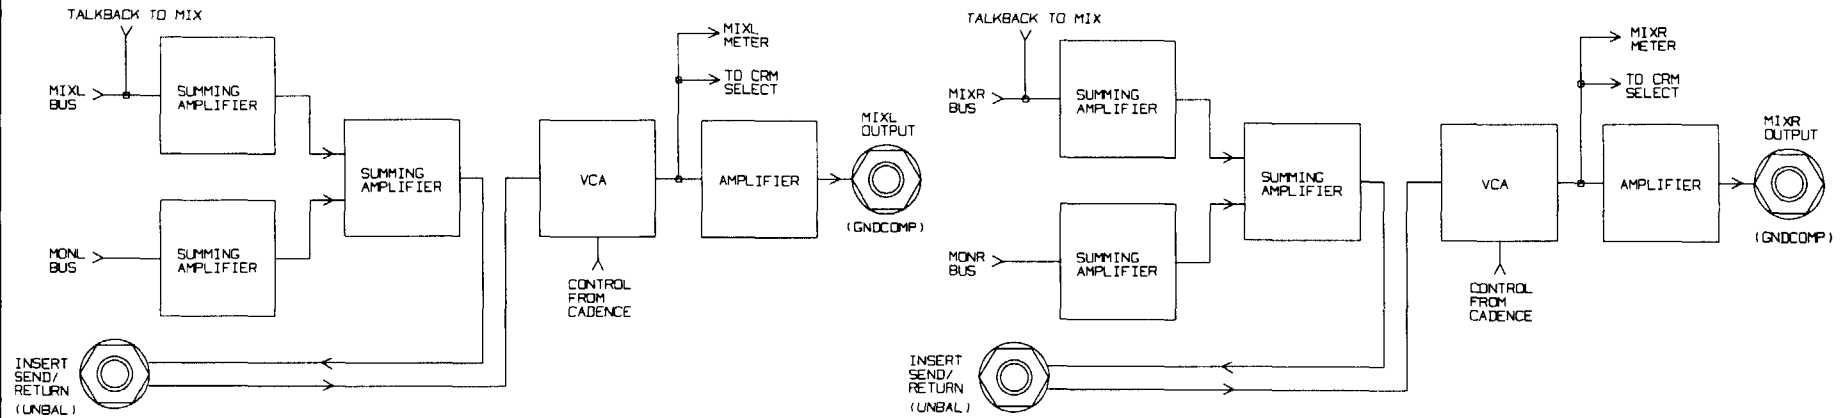 TALKBACK TO MIX
MIXL
BUS
SUMMING
AMPLIFIER
MONL
BUS
SUMMING
AMPLIFIER
SUMMING
AMPLIFIER
INSERT
SEND/
RETURN
(UNBAL)
VCA
CONTROL
FROM
CADENCE
MIXL
METER
TO CRM
SELECT
AMPLIFIER
MIXL
OUTPUT
(GNDCOMP)
TALKBACK TO MIX
MIXR
BUS
SUMMING
AMPLIFIER
MONR
BUS
SUMMING
AMPLIFIER
SUMMING
AMPLIFIER
INSERT
SEND/
RETURN
(UNBAL)
VCA
CONTROL
FROM
CADENCE
MIXR
METER
TO CRM
SELECT
AMPLIFIER
MIXR
OUTPUT
(GNDCOMP)